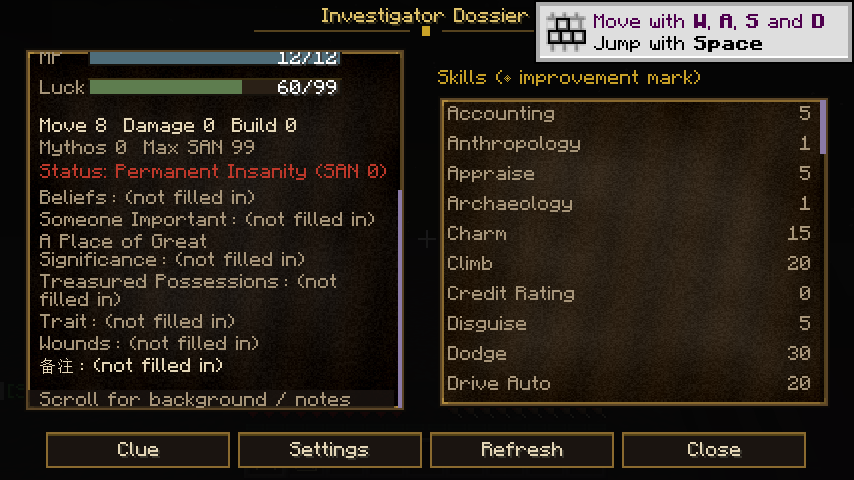 Investigator Dossier
Move with W, A, S and D
Jump with Space
MP 12/12
Luck 60/99
Move 8 Damage 0 Build 0
Mythos 0 Max SAN 99
Status: Permanent Insanity (SAN 0)
Beliefs: (not filled in)
Someone Important: (not filled in)
A Place of Great
Significance: (not filled in)
Treasured Possessions: (not
filled in)
Trait: (not filled in)
Wounds: (not filled in)
备注: (not filled in)
Scroll for background / notes
Skills (◆ improvement mark)
Accounting 5
Anthropology 1
Appraise 5
Archaeology 1
Charm 15
Climb 20
Credit Rating 0
Disguise 5
Dodge 30
Drive Auto 20
Clue
Settings
Refresh
Close